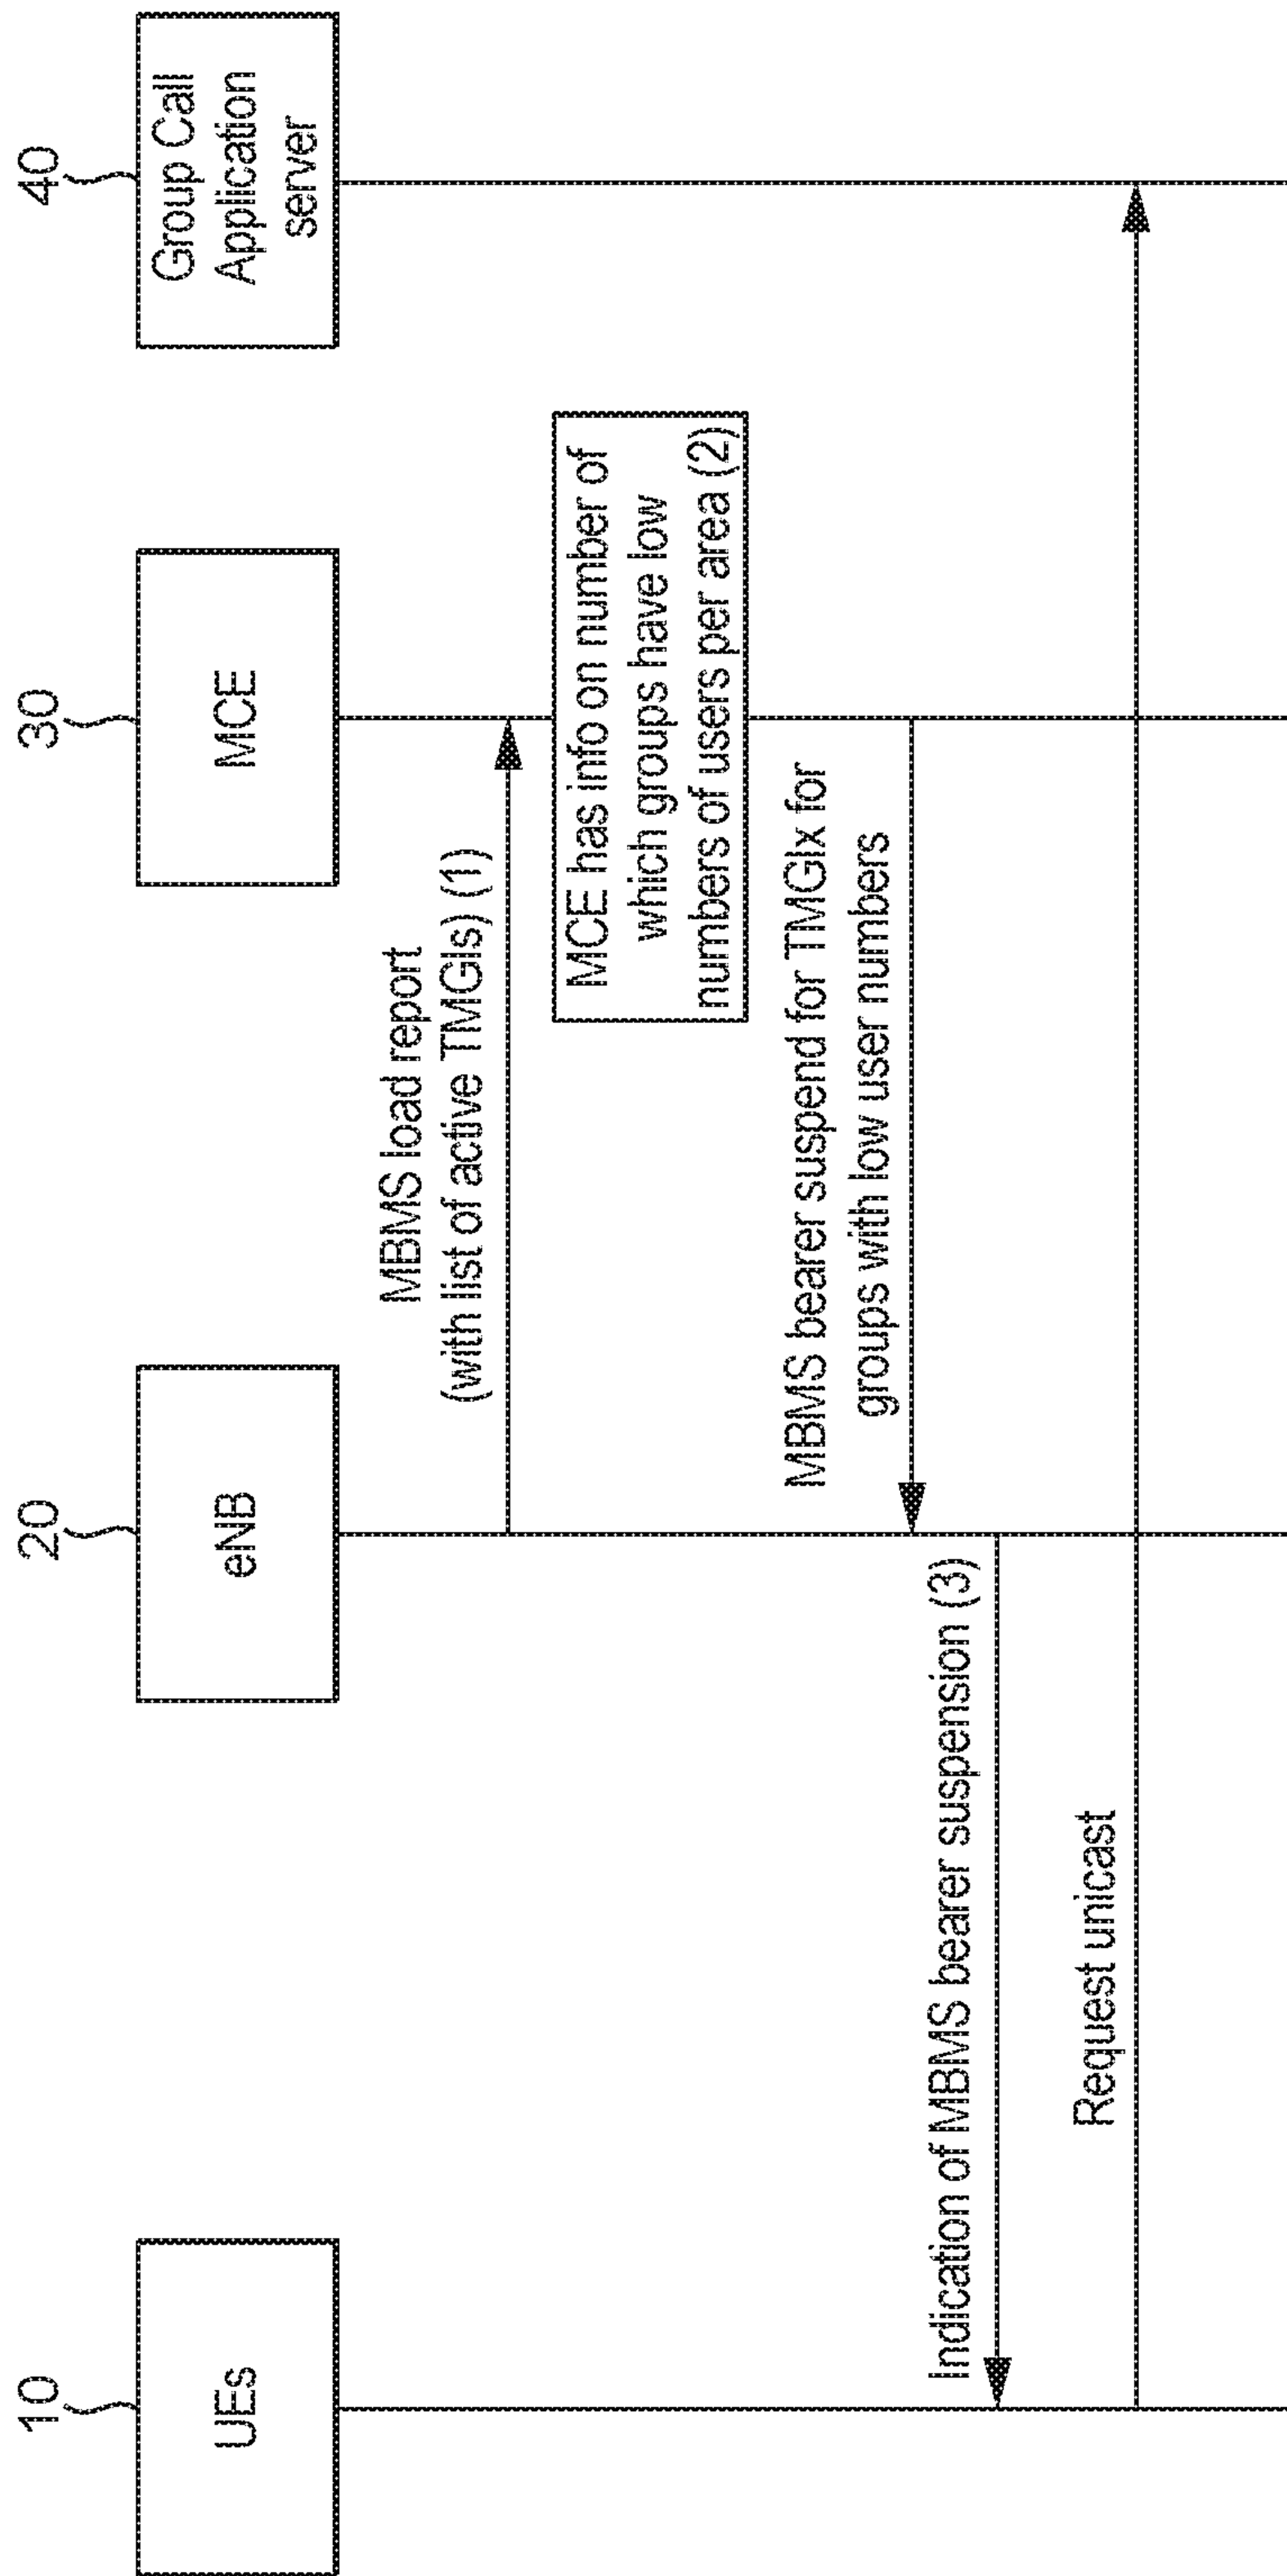 10
20
30
40
UEs
eNB
MCE
Group Call
Application
server
MBMS load report
(with list of active TMGIs) (1)
MCE has info on number of
which groups have low
numbers of users per area (2)
MBMS bearer suspend for TMGIx for
groups with low user numbers
Indication of MBMS bearer suspension (3)
Request unicast